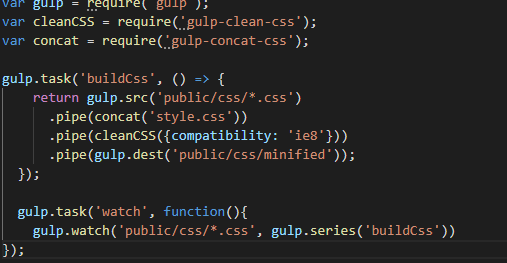 var gulp = require('gulp');
var cleanCSS = require('gulp-clean-css');
var concat = require('gulp-concat-css');
gulp.task('buildCss', () => {
return gulp.src('public/css/*.css')
.pipe(concat('style.css'))
.pipe(cleanCSS({compatibility: 'ie8'}))
.pipe(gulp.dest('public/css/minified'));
});
gulp.task('watch', function(){
gulp.watch('public/css/*.css', gulp.series('buildCss'))
});